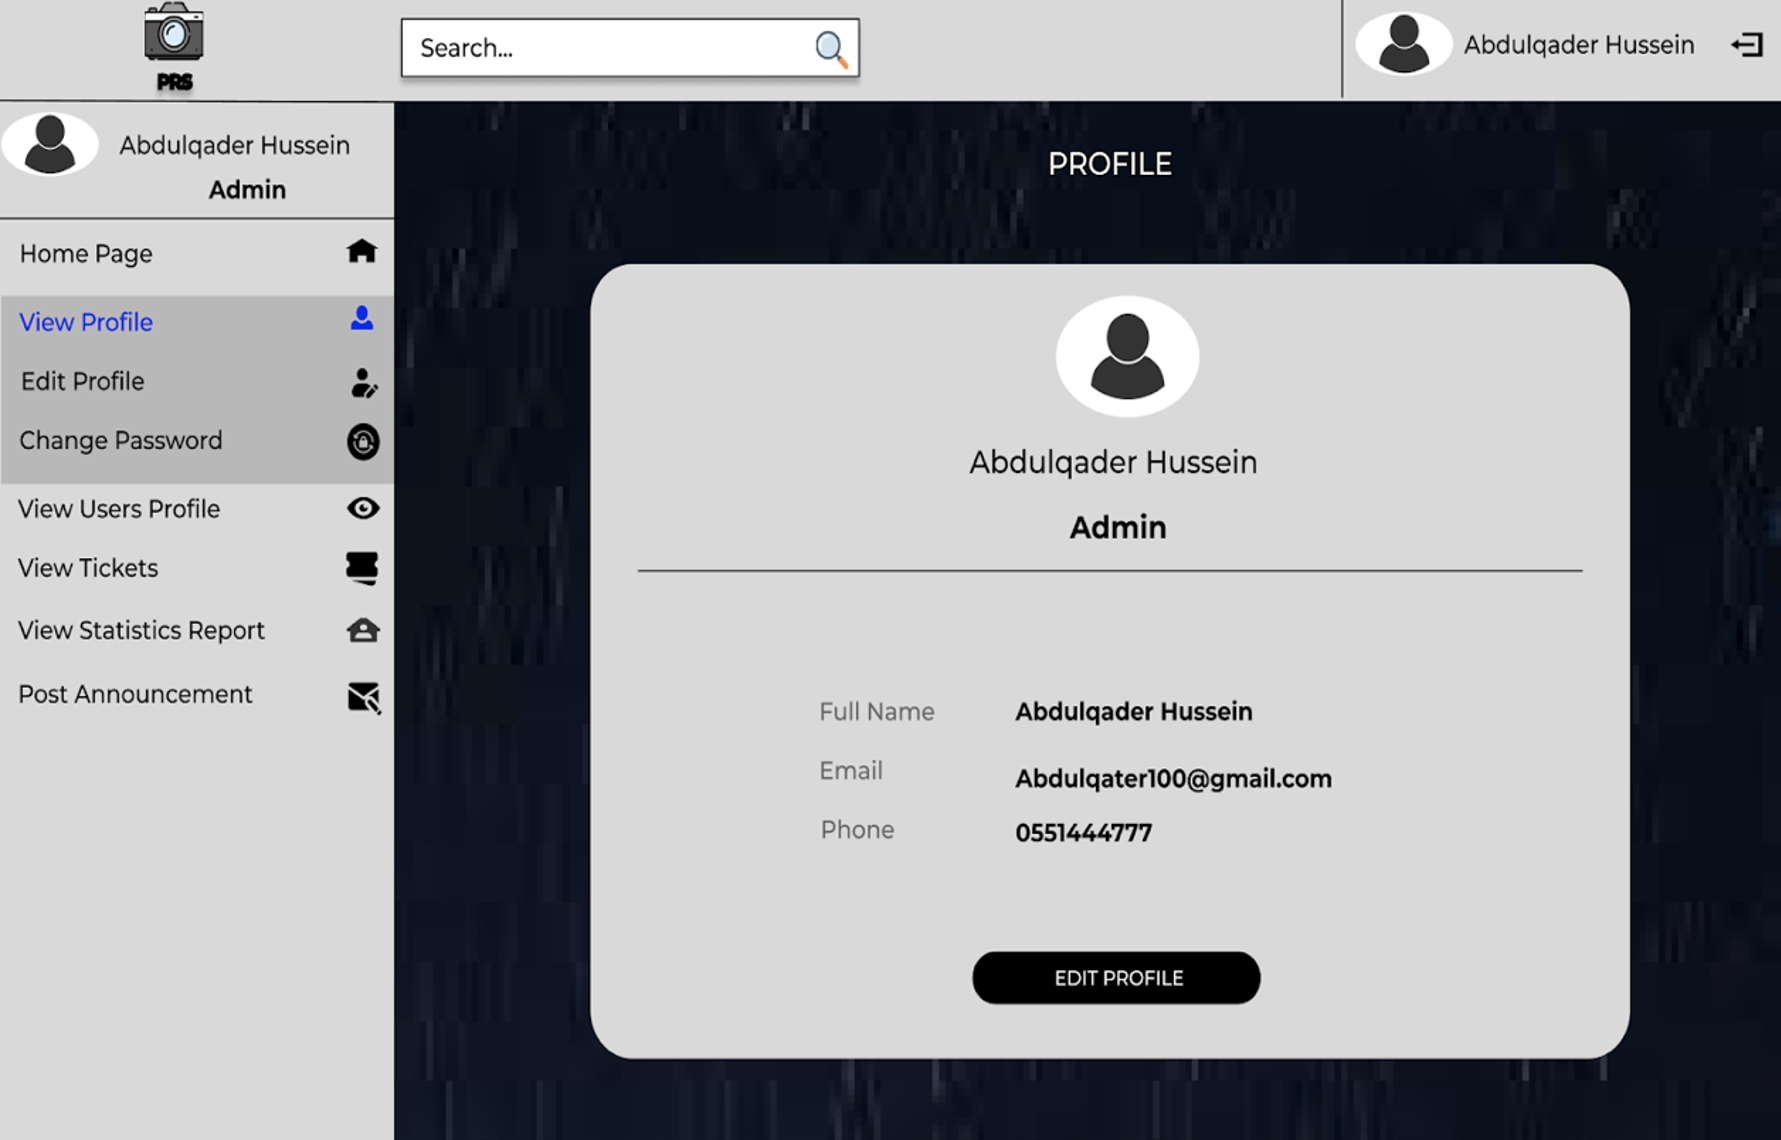 PRS
Search...
Abdulqader Hussein
Abdulqader Hussein
Admin
Home Page
View Profile
Edit Profile
Change Password
View Users Profile
View Tickets
View Statistics Report
Post Announcement
PROFILE
Abdulqader Hussein
Admin
Full Name Abdulqader Hussein
Email Abdulqater100@gmail.com
Phone 0551444777
EDIT PROFILE